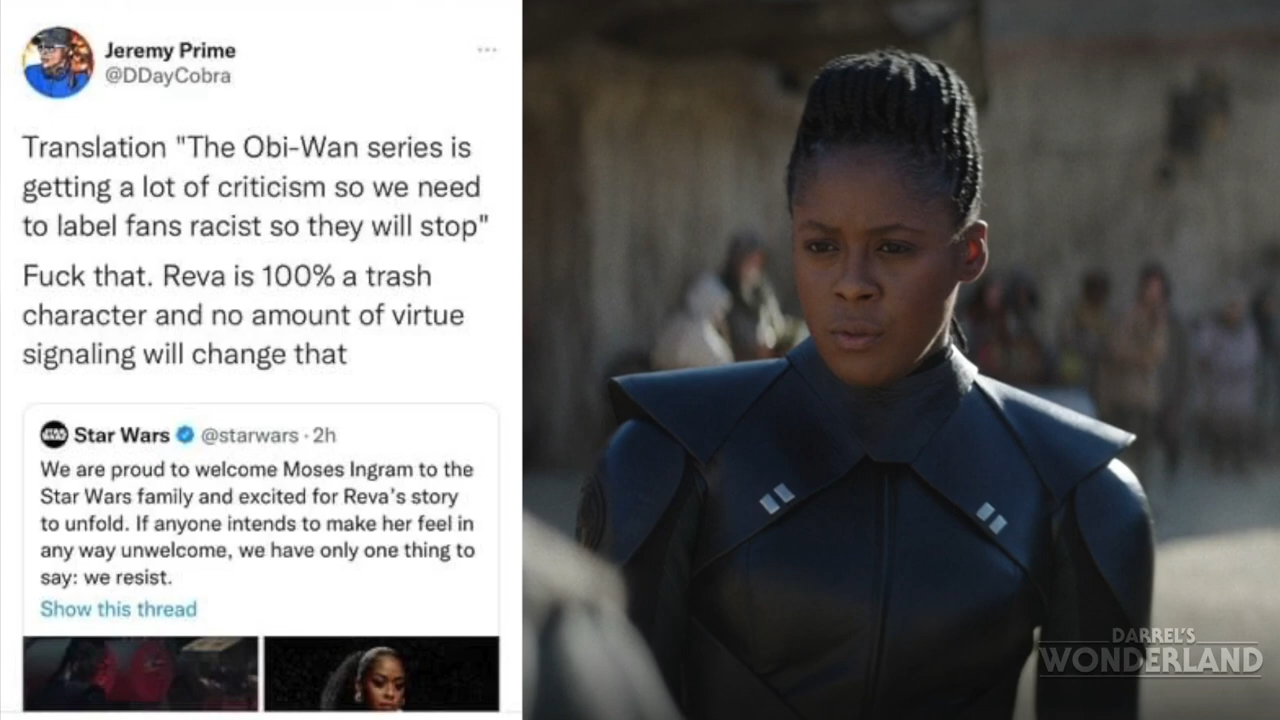 Jeremy Prime
@DDayCobra
Translation "The Obi-Wan series is
getting a lot of criticism so we need
to label fans racist so they will stop"
Fuck that. Reva is 100% a trash
character and no amount of virtue
signaling will change that
STAR WARS
Star Wars @starwars · 2h
We are proud to welcome Moses Ingram to the
Star Wars family and excited for Reva's story
to unfold. If anyone intends to make her feel in
any way unwelcome, we have only one thing to
say: we resist.
Show this thread
DARREL'S
WONDERLAND